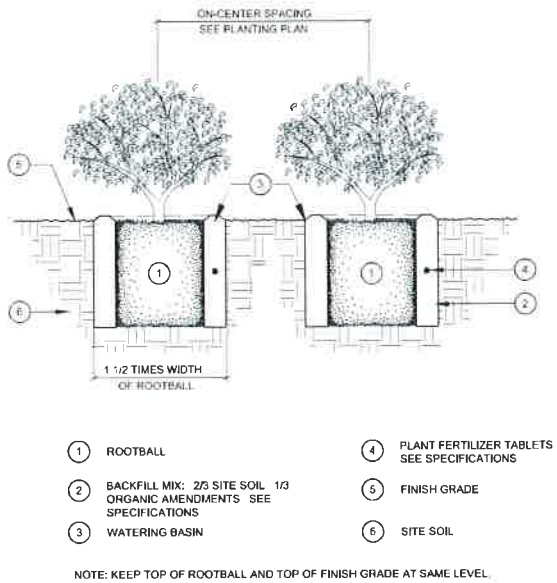 ON-CENTER SPACING
SEE PLANTING PLAN
5
3
1
1
4
2
6
1 1/2 TIMES WIDTH
OF ROOTBALL
1 ROOTBALL
2 BACKFILL MIX: 2/3 SITE SOIL 1/3
ORGANIC AMENDMENTS SEE
SPECIFICATIONS
3 WATERING BASIN
4 PLANT FERTILIZER TABLETS
SEE SPECIFICATIONS
5 FINISH GRADE
6 SITE SOIL
NOTE: KEEP TOP OF ROOTBALL AND TOP OF FINISH GRADE AT SAME LEVEL.